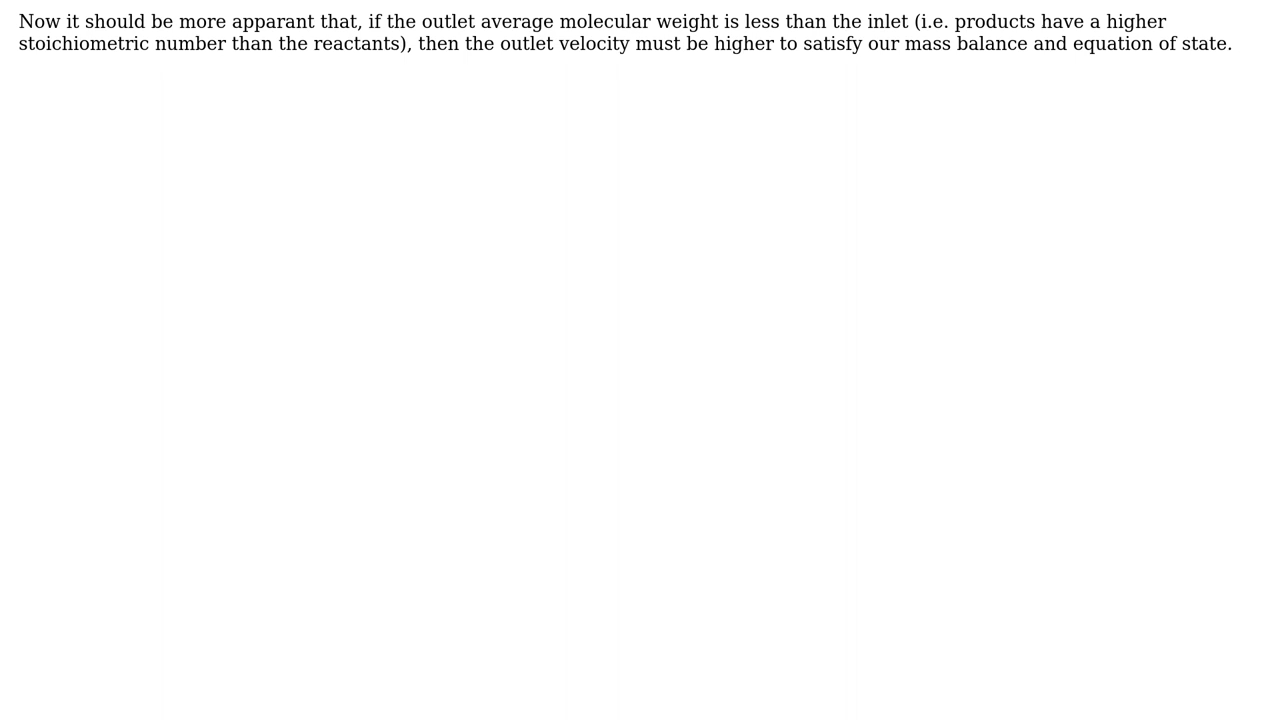 Now it should be more apparant that, if the outlet average molecular weight is less than the inlet (i.e. products have a higher
stoichiometric number than the reactants), then the outlet velocity must be higher to satisfy our mass balance and equation of state.